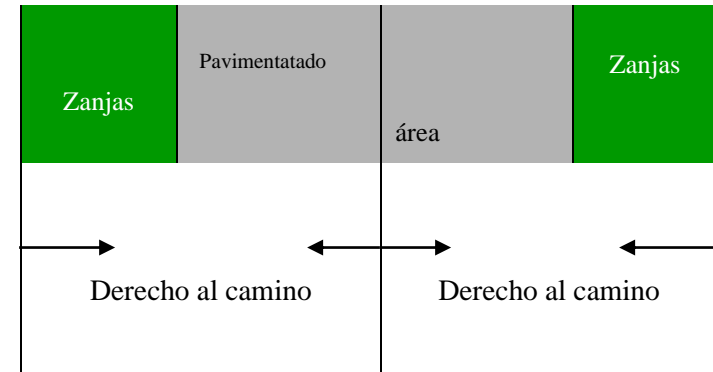 Zanjas
Pavimentatado
área
Zanjas
Derecho al camino
Derecho al camino